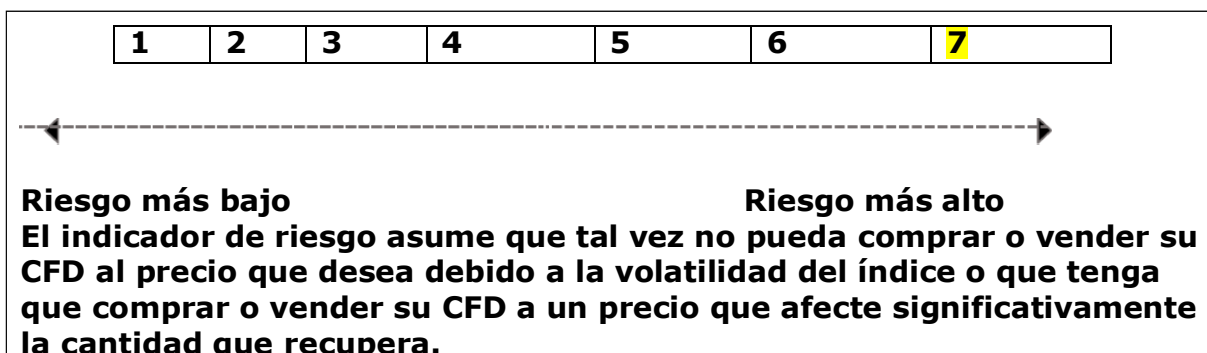 1 2 3 4 5 6 7
Riesgo más bajo Riesgo más alto
El indicador de riesgo asume que tal vez no pueda comprar o vender su
CFD al precio que desea debido a la volatilidad del índice o que tenga
que comprar o vender su CFD a un precio que afecte significativamente
la cantidad que recupera.